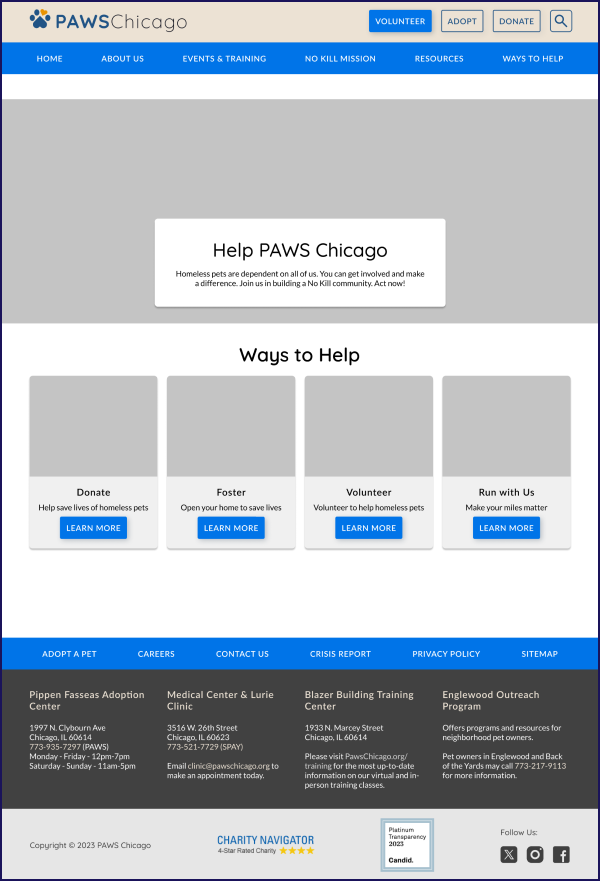 PAWSChicago
VOLUNTEER
ADOPT
DONATE
HOME
ABOUT US
EVENTS & TRAINING
NO KILL MISSION
RESOURCES
WAYS TO HELP
Help PAWS Chicago
Homeless pets are dependent on all of us. You can get involved and make
a difference. Join us in building a No Kill community. Act now!
Ways to Help
Donate
Help save lives of homeless pets
LEARN MORE
Foster
Open your home to save lives
LEARN MORE
Volunteer
Volunteer to help homeless pets
LEARN MORE
Run with Us
Make your miles matter
LEARN MORE
ADOPT A PET
CAREERS
CONTACT US
CRISIS REPORT
PRIVACY POLICY
SITEMAP
Pippen Fasseas Adoption
Center
1997 N. Clybourn Ave
Chicago, IL 60614
773-935-7297 (PAWS)
Monday - Friday - 12pm-7pm
Saturday - Sunday - 11am-5pm
Medical Center & Lurie
Clinic
3516 W. 26th Street
Chicago, IL 60623
773-521-7729 (SPAY)
Email clinic@pawschicago.org to
make an appointment today.
Blazer Building Training
Center
1933 N. Marcey Street
Chicago, IL 60614
Please visit PawsChicago.org/
training for the most up-to-date
information on our virtual and in-
person training classes.
Englewood Outreach
Program
Offers programs and resources for
neighborhood pet owners.
Pet owners in Englewood and Back
of the Yards may call 773-217-9113
for more information.
Copyright © 2023 PAWS Chicago
CHARITY NAVIGATOR
4-Star Rated Charity ★★★★
Platinum
Transparency
2023
Candid.
Follow Us: